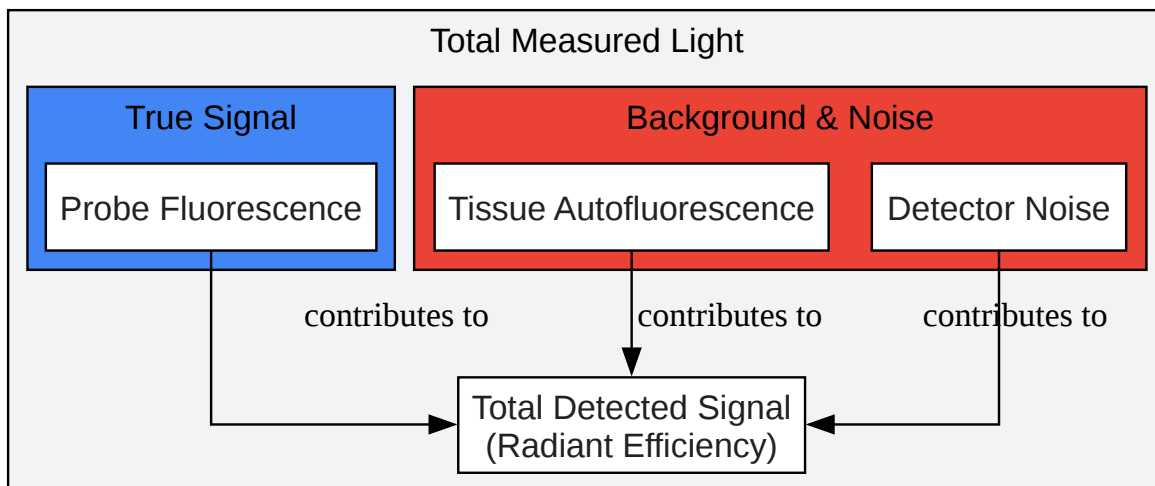 Total Measured Light
True Signal
Background & Noise
Probe Fluorescence
Tissue Autofluorescence
Detector Noise
contributes to
contributes to
contributes to
Total Detected Signal
(Radiant Efficiency)